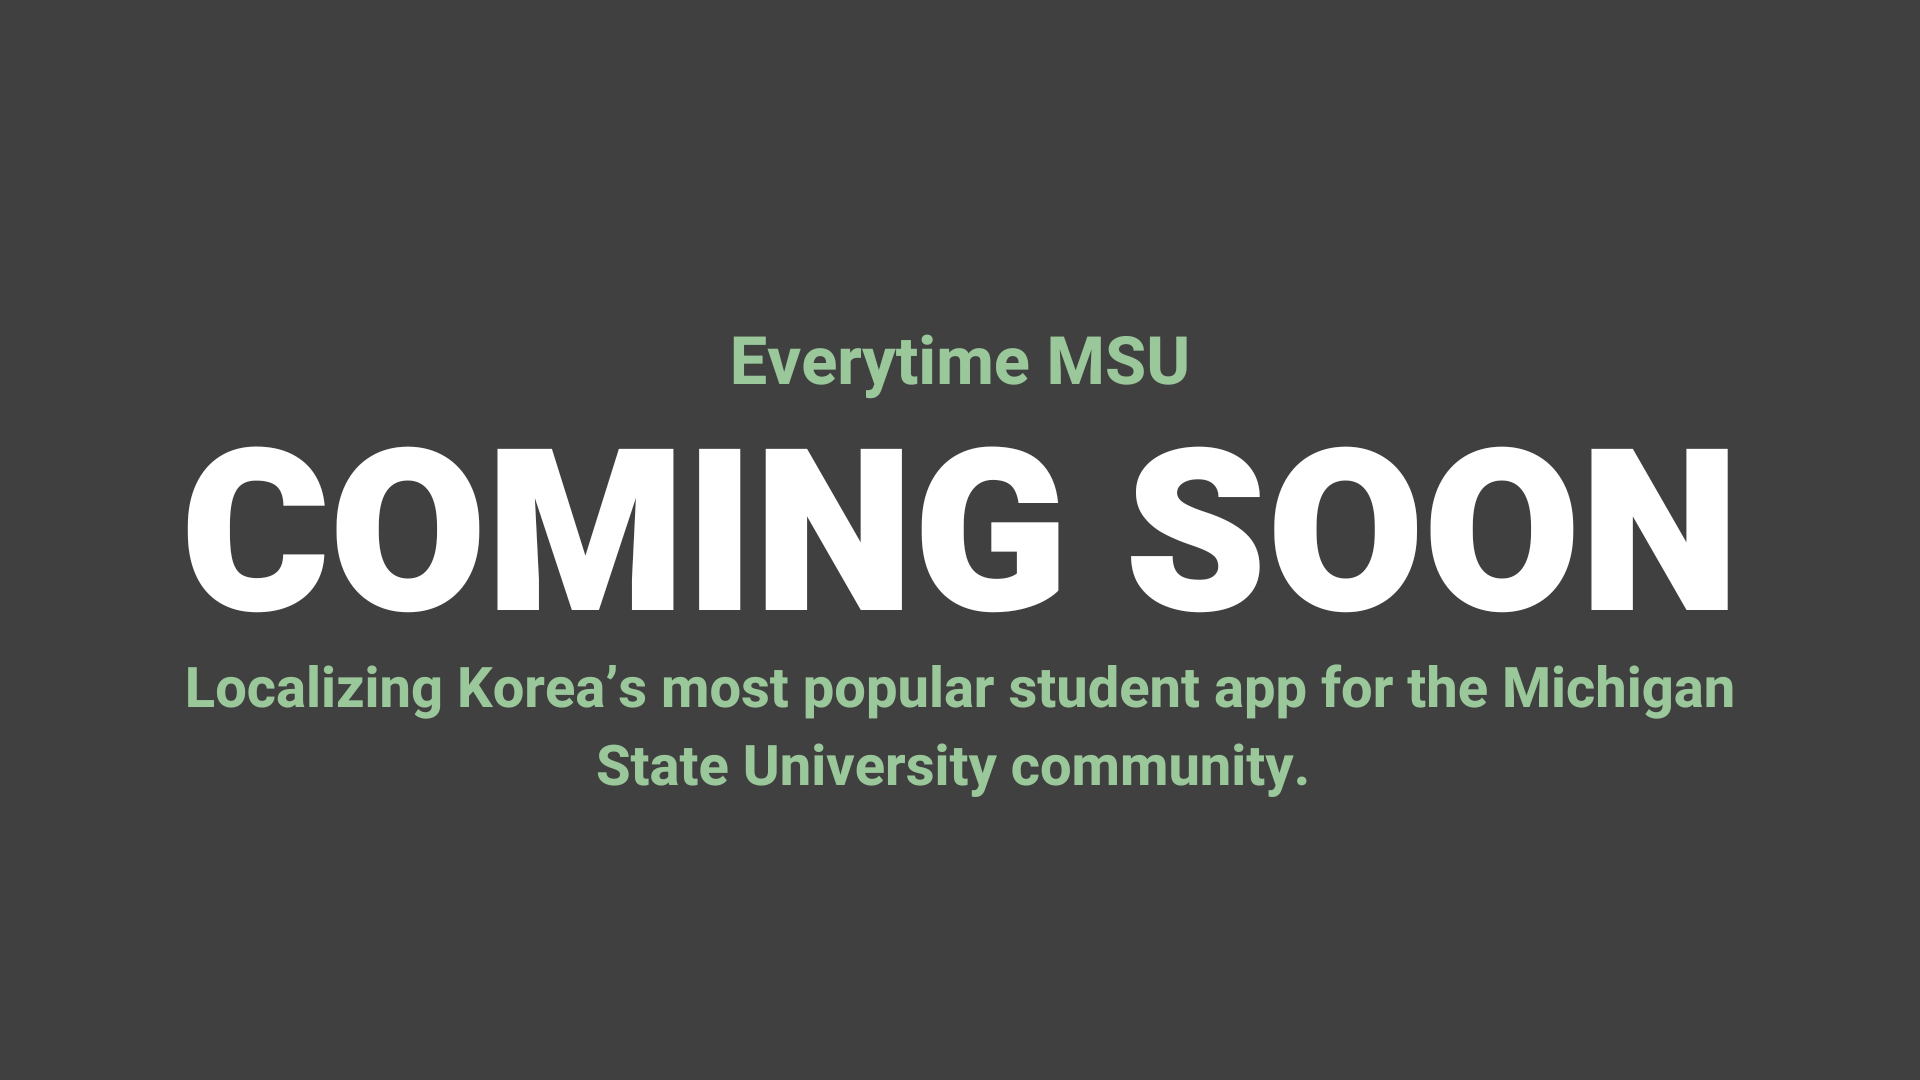 Everytime MSU
COMING SOON
Localizing Korea’s most popular student app for the Michigan
State University community.